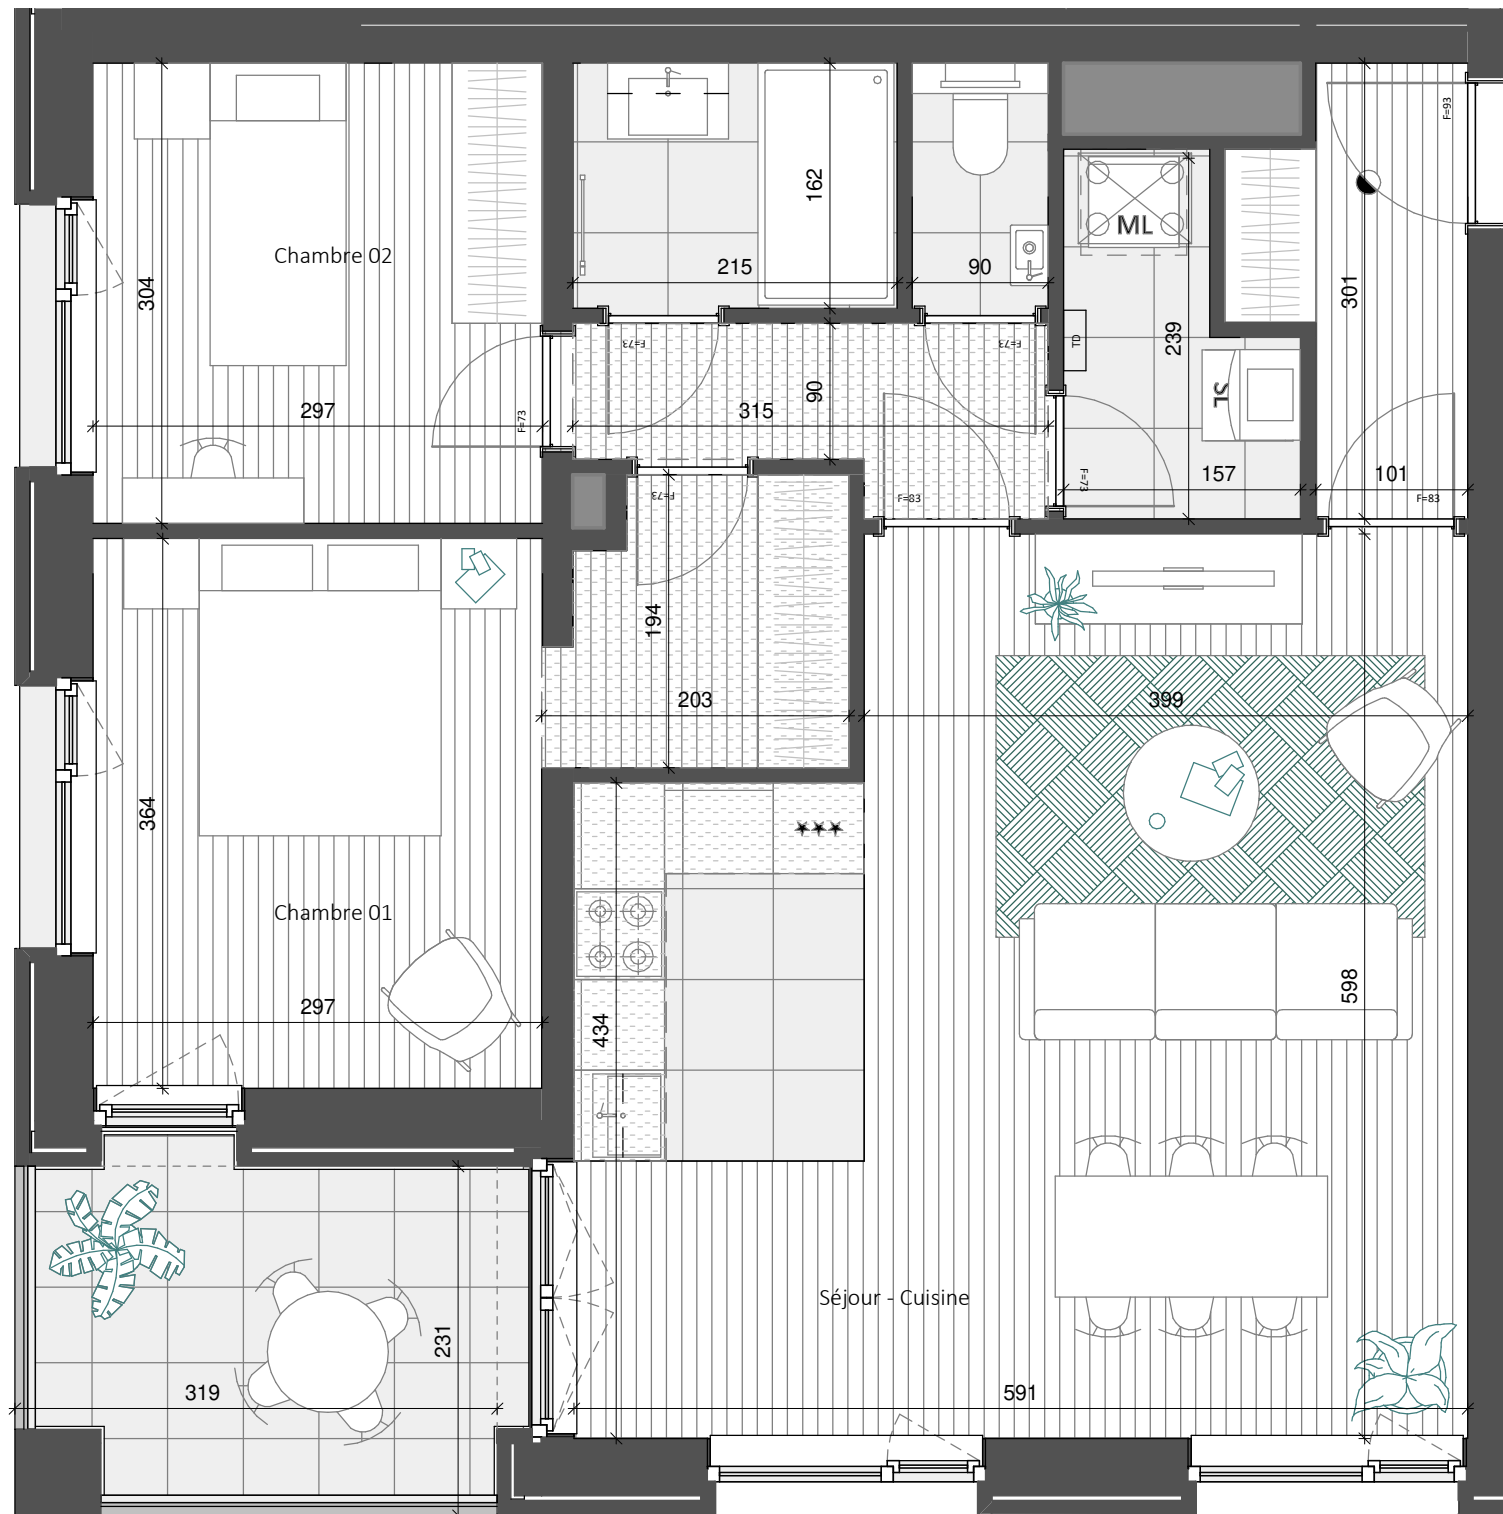 F=93
162
ML
Chambre 02
215
90
304
301
239
TD
F=73
F=73
SL
90
297
315
F=73
157
101
F=73
F=83
F=83
F=73
194
203
399
364
Chambre 01
598
297
434
Séjour - Cuisine
231
319
591